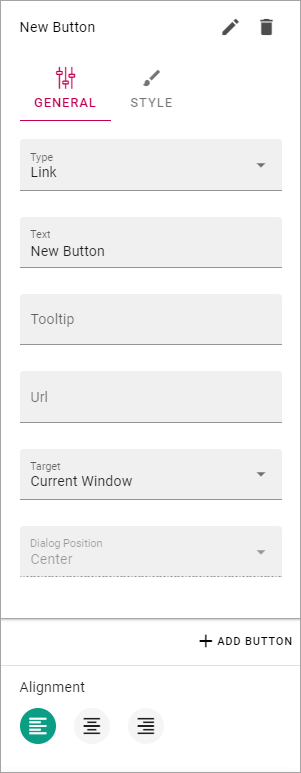 New Button
GENERAL
STYLE
Type
Link
Text
New Button
Tooltip
Url
Target
Current Window
Dialog Position
Center
ADD BUTTON
Alignment